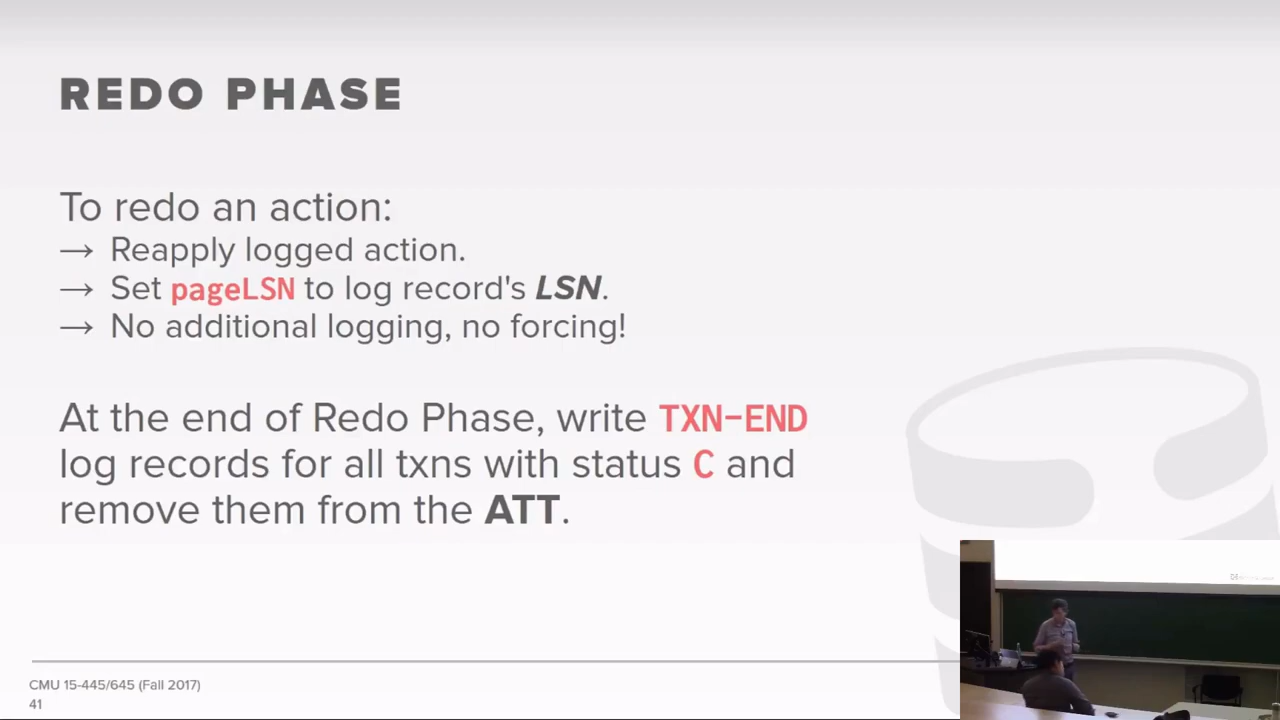 REDO PHASE
To redo an action:
→ Reapply logged action.
→ Set pageLSN to log record's LSN.
→ No additional logging, no forcing!
At the end of Redo Phase, write TXN-END
log records for all txns with status C and
remove them from the ATT.
CMU 15-445/645 (Fall 2017)
41